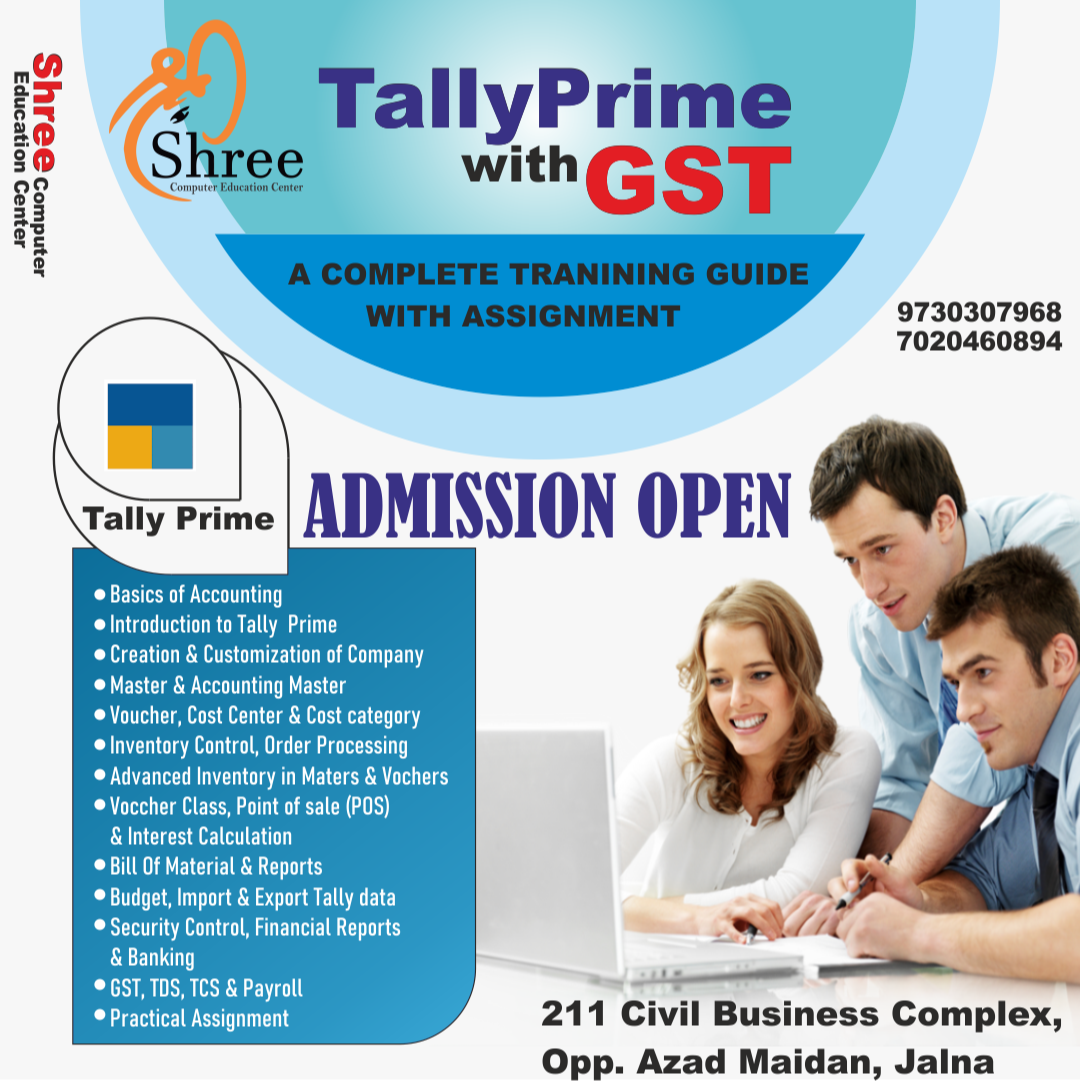 Shree Computer
Education Center
Shree
Computer Education Center
TallyPrime
with GST
A COMPLETE TRANINING GUIDE
WITH ASSIGNMENT
9730307968
7020460894
Tally Prime
ADMISSION OPEN
• Basics of Accounting
• Introduction to Tally Prime
• Creation & Customization of Company
• Master & Accounting Master
• Voucher, Cost Center & Cost category
• Inventory Control, Order Processing
• Advanced Inventory in Maters & Vochers
• Voccher Class, Point of sale (POS)
& Interest Calculation
• Bill Of Material & Reports
• Budget, Import & Export Tally data
• Security Control, Financial Reports
& Banking
• GST, TDS, TCS & Payroll
• Practical Assignment
211 Civil Business Complex,
Opp. Azad Maidan, Jalna